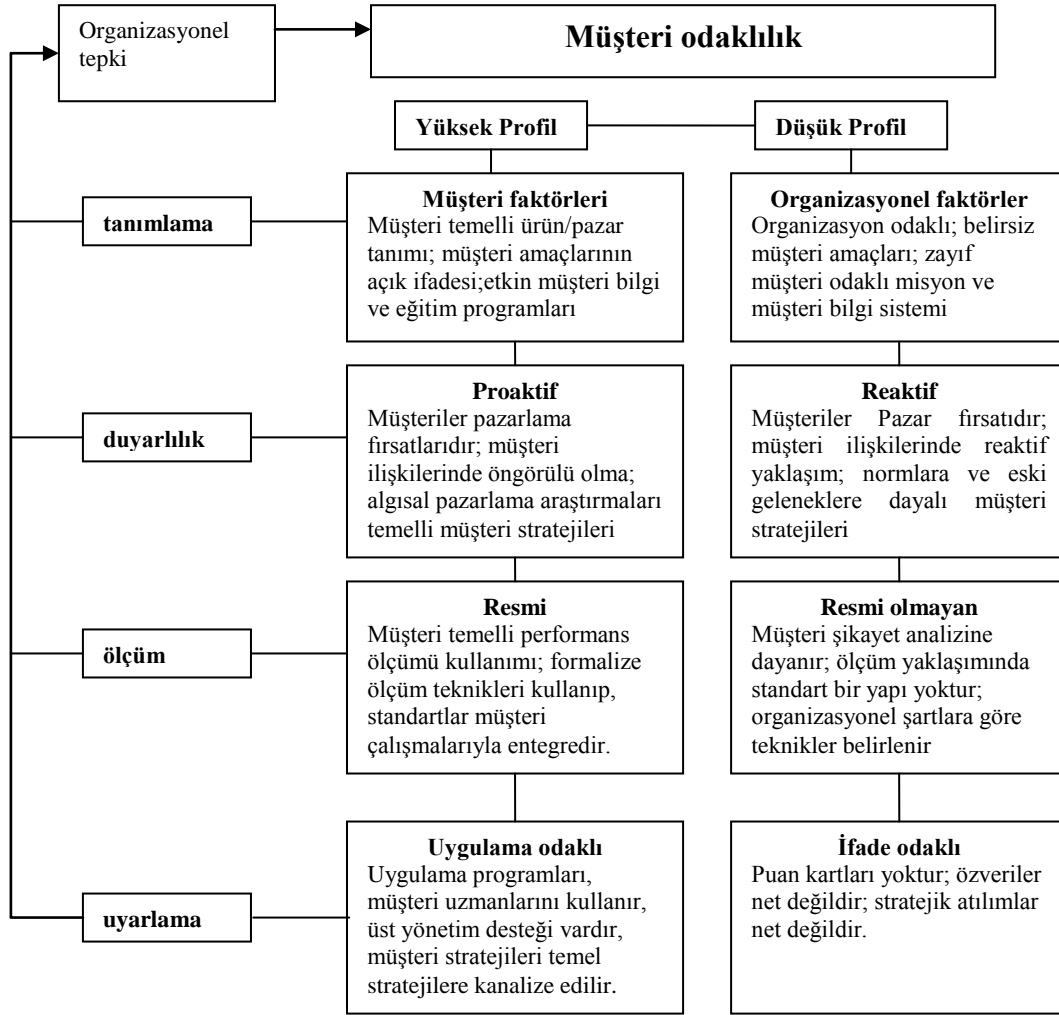 Organizasyonel
tepki
Müşteri odaklılık
Yüksek Profil
Düşük Profil
tanımlama
Müşteri faktörleri
Müşteri temelli ürün/pazar
tanımı; müşteri amaçlarının
açık ifadesi;etkin müşteri bilgi
ve eğitim programları
Organizasyonel faktörler
Organizasyon odaklı; belirsiz
müşteri amaçları; zayıf
müşteri odaklı misyon ve
müşteri bilgi sistemi
duyarlılık
Proaktif
Müşteriler pazarlama
fırsatlarıdır; müşteri
ilişkilerinde öngörülü olma;
algısal pazarlama araştırmaları
temelli müşteri stratejileri
Reaktif
Müşteriler Pazar fırsatıdır;
müşteri ilişkilerinde reaktif
yaklaşım; normlara ve eski
geleneklere dayalı müşteri
stratejileri
ölçüm
Resmi
Müşteri temelli performans
ölçümü kullanımı; formalize
ölçüm teknikleri kullanıp,
standartlar müşteri
çalışmalarıyla entegredir.
Resmi olmayan
Müşteri şikayet analizine
dayanır; ölçüm yaklaşımında
standart bir yapı yoktur;
organizasyonel şartlara göre
teknikler belirlenir
uyarlama
Uygulama odaklı
Uygulama programları,
müşteri uzmanlarını kullanır,
üst yönetim desteği vardır,
müşteri stratejileri temel
stratejilere kanalize edilir.
İfade odaklı
Puan kartları yoktur; özveriler
net değildir; stratejik atılımlar
net değildir.